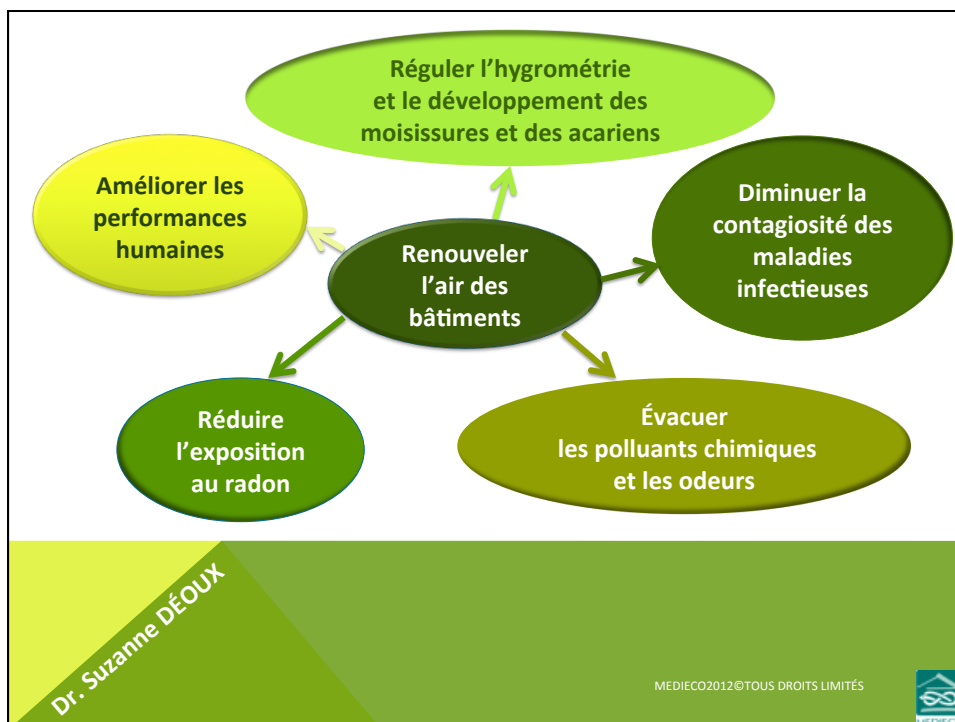 Réguler l’hygrométrie
et le développement des
moisissures et des acariens
Améliorer les
performances
humaines
Diminuer la
contagiosité des
maladies
infectieuses
Renouveler
l’air des
bâtiments
Réduire
l’exposition
au radon
Évacuer
les polluants chimiques
et les odeurs
Dr. Suzanne DÉOUX
MEDIECO2012©TOUS DROITS LIMITÉS
MEDIECO